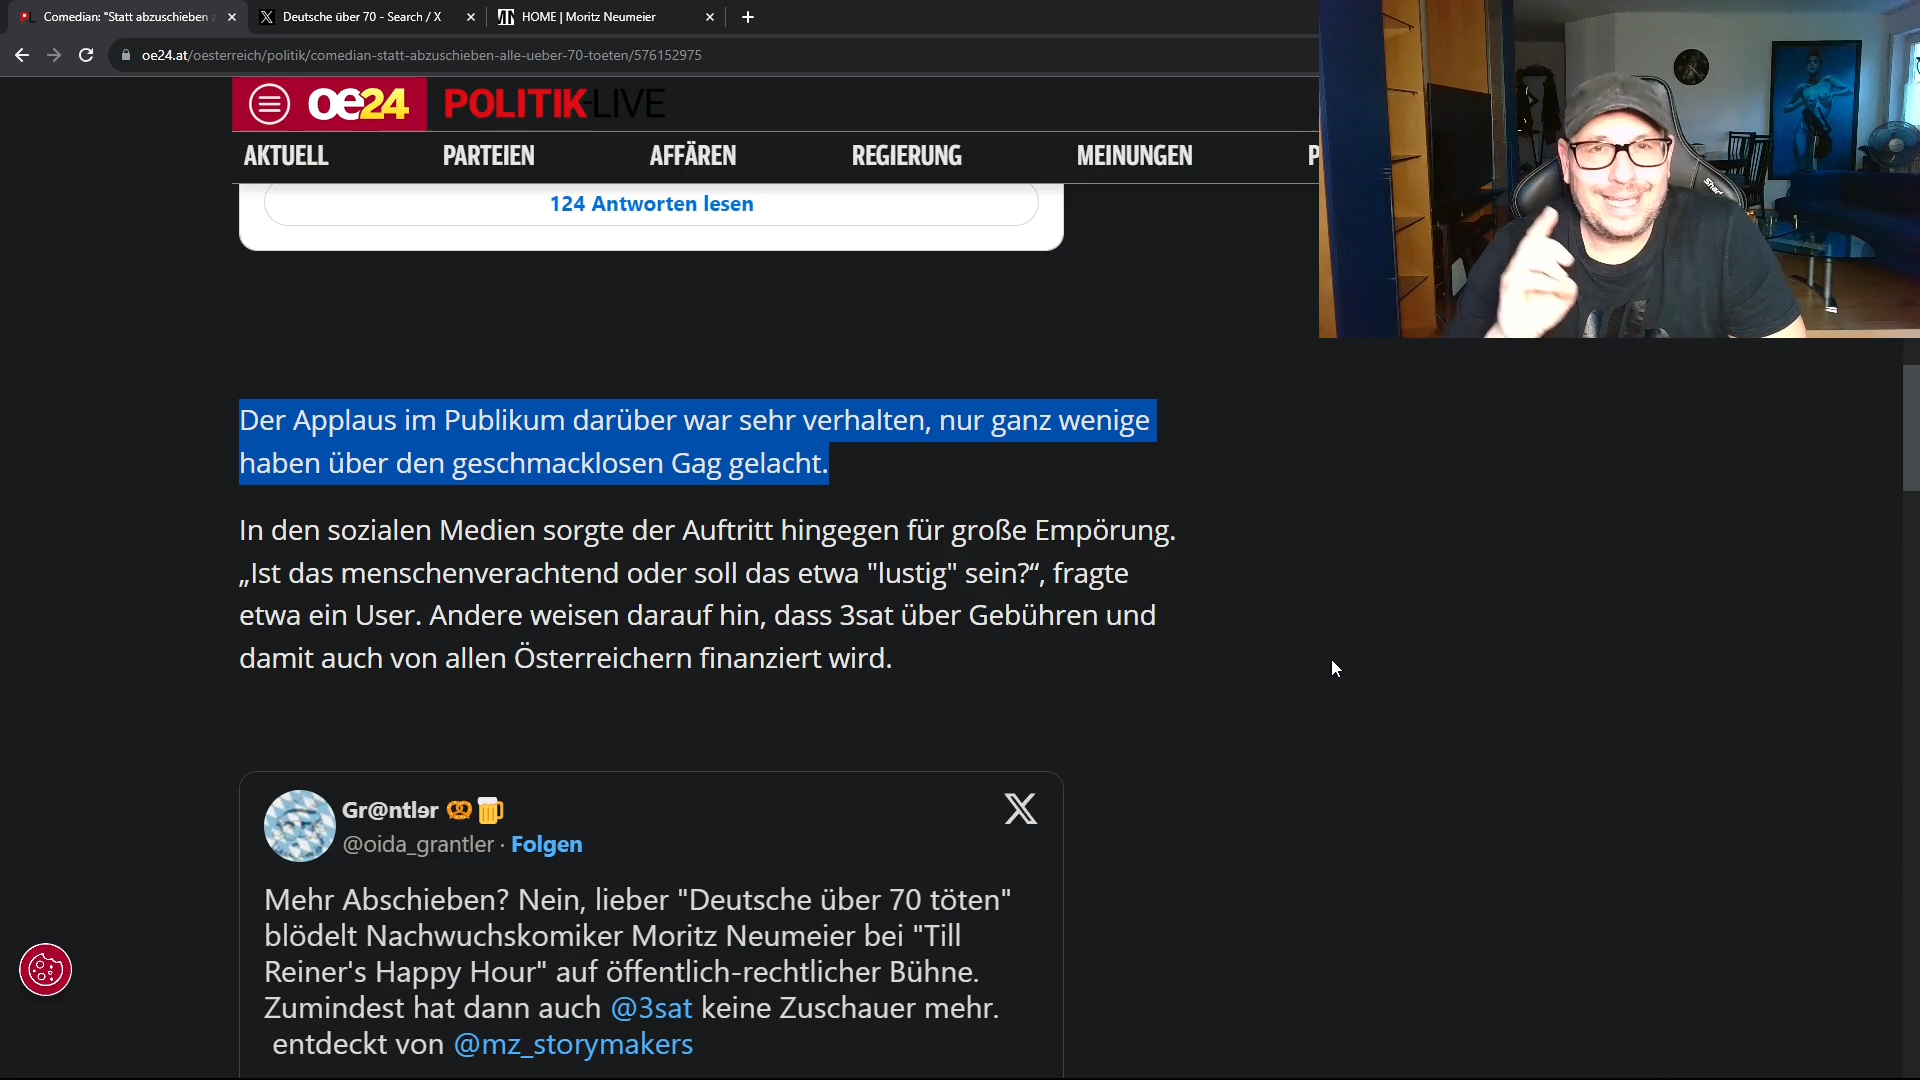 Comedian: "Statt abzuschieben
Deutsche über 70 - Search / X
HOME | Moritz Neumeier
oe24.at/oesterreich/politik/comedian-statt-abzuschieben-alle-ueber-70-toeten/576152975
oe24 POLITIK-LIVE
AKTUELL PARTEIEN AFFÄREN REGIERUNG MEINUNGEN P
124 Antworten lesen
Der Applaus im Publikum darüber war sehr verhalten, nur ganz wenige
haben über den geschmacklosen Gag gelacht.
In den sozialen Medien sorgte der Auftritt hingegen für große Empörung.
„Ist das menschenverachtend oder soll das etwa "lustig" sein?“, fragte
etwa ein User. Andere weisen darauf hin, dass 3sat über Gebühren und
damit auch von allen Österreichern finanziert wird.
Gr@ntlər 🥨🍺
@oida_grantler · Folgen
X
Mehr Abschieben? Nein, lieber "Deutsche über 70 töten"
blödelt Nachwuchskomiker Moritz Neumeier bei "Till
Reiner's Happy Hour" auf öffentlich-rechtlicher Bühne.
Zumindest hat dann auch @3sat keine Zuschauer mehr.
entdeckt von @mz_storymakers